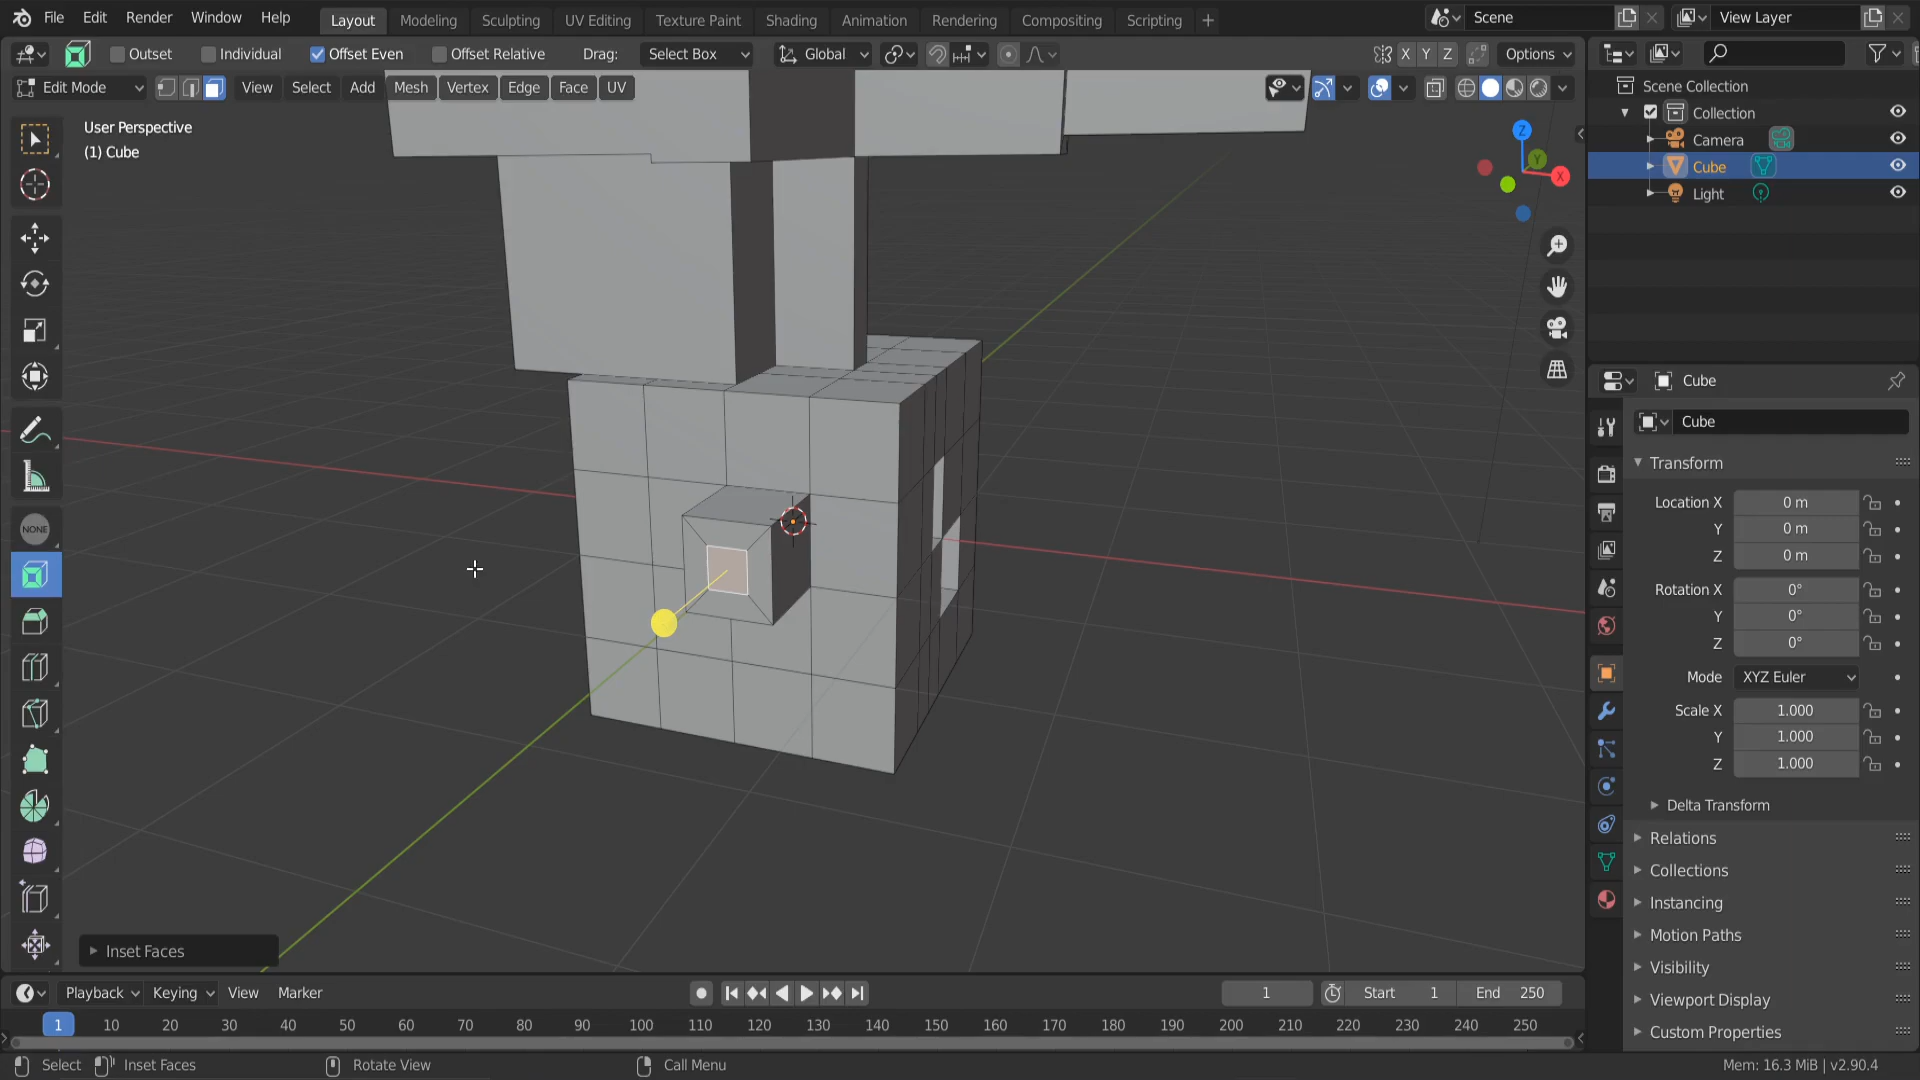 File Edit Render Window Help Layout Modeling Sculpting UV Editing Texture Paint Shading Animation Rendering Compositing Scripting + Scene View Layer
Outset Individual Offset Even Offset Relative Drag: Select Box Global X Y Z Options
Edit Mode View Select Add Mesh Vertex Edge Face UV
User Perspective
(1) Cube
Z
Y
X
NONE
Inset Faces
Scene Collection
Collection
Camera
Cube
Light
Cube
Cube
Transform
Location X 0 m
Y 0 m
Z 0 m
Rotation X 0°
Y 0°
Z 0°
Mode XYZ Euler
Scale X 1.000
Y 1.000
Z 1.000
Delta Transform
Relations
Collections
Instancing
Motion Paths
Visibility
Viewport Display
Custom Properties
Playback Keying View Marker 1 Start 1 End 250
1 10 20 30 40 50 60 70 80 90 100 110 120 130 140 150 160 170 180 190 200 210 220 230 240 250
Select Inset Faces Rotate View Call Menu Mem: 16.3 MiB | v2.90.4